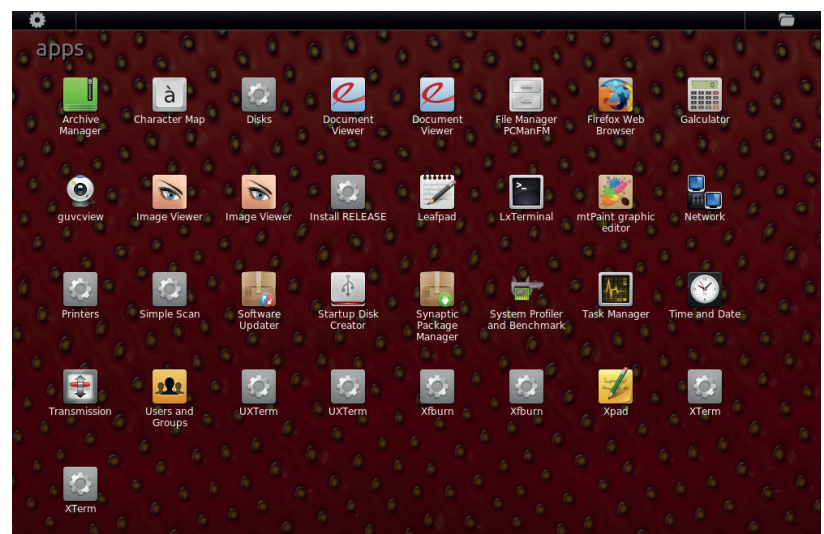 apps
Archive
Manager
Character Map
Disks
Document
Viewer
Document
Viewer
File Manager
PCManFM
Firefox Web
Browser
Galculator
guvcview
Image Viewer
Image Viewer
Install RELEASE
Leafpad
LxTerminal
mtPaint graphic
editor
Network
Printers
Simple Scan
Software
Updater
Startup Disk
Creator
Synaptic
Package
Manager
System Profiler
and Benchmark
Task Manager
Time and Date
Transmission
Users and
Groups
UXTerm
UXTerm
Xfburn
Xfburn
Xpad
XTerm
XTerm